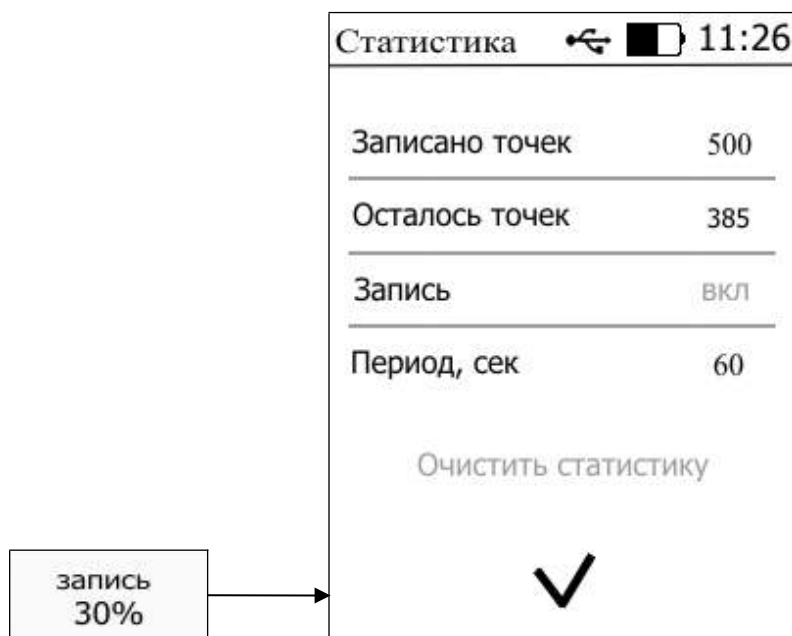 Статистика 11:26
Записано точек 500
Осталось точек 385
Запись вкл
Период, сек 60
Очистить статистику
запись
30%